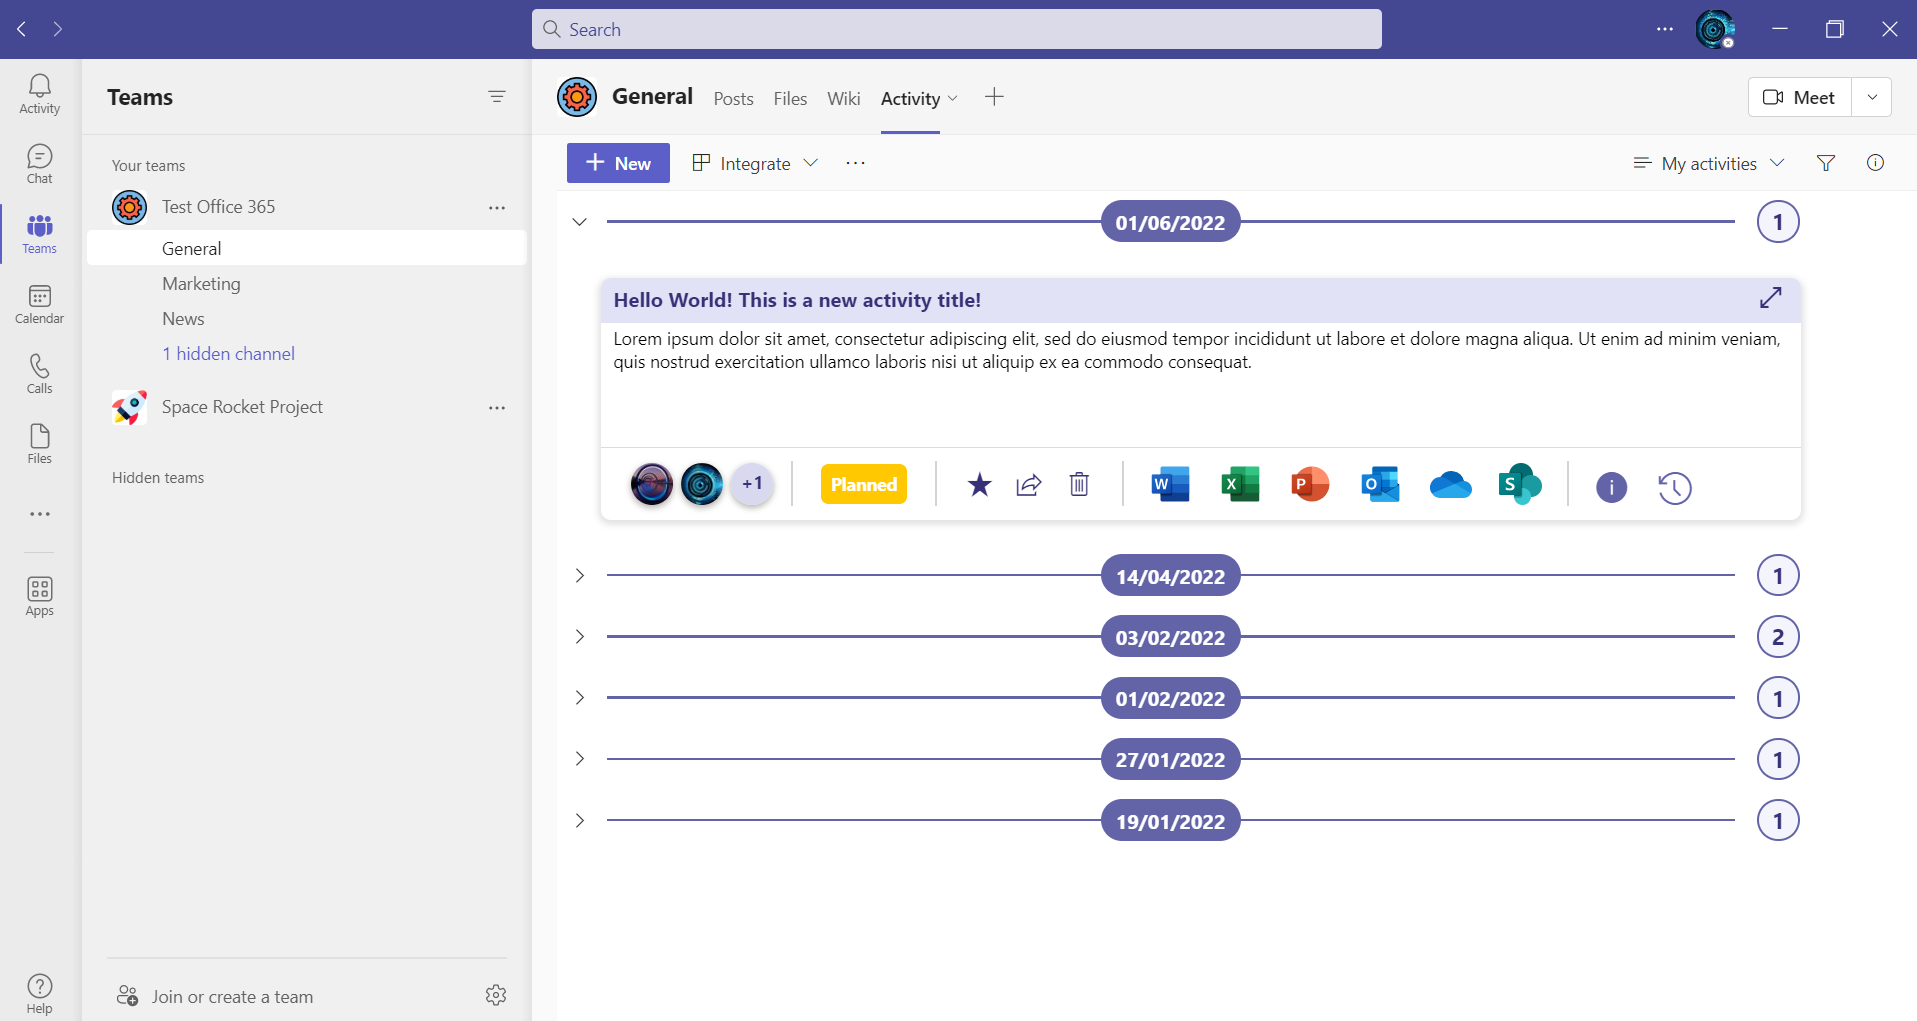 Search
Activity
Chat
Teams
Calendar
Calls
Files
Apps
Help
Teams
Your teams
Test Office 365
General
Marketing
News
1 hidden channel
Space Rocket Project
Hidden teams
Join or create a team
General Posts Files Wiki Activity
Meet
New Integrate My activities
01/06/2022 1
Hello World! This is a new activity title!
Lorem ipsum dolor sit amet, consectetur adipiscing elit, sed do eiusmod tempor incididunt ut labore et dolore magna aliqua. Ut enim ad minim veniam,
quis nostrud exercitation ullamco laboris nisi ut aliquip ex ea commodo consequat.
+1 Planned W X P O S i
14/04/2022 1
03/02/2022 2
01/02/2022 1
27/01/2022 1
19/01/2022 1